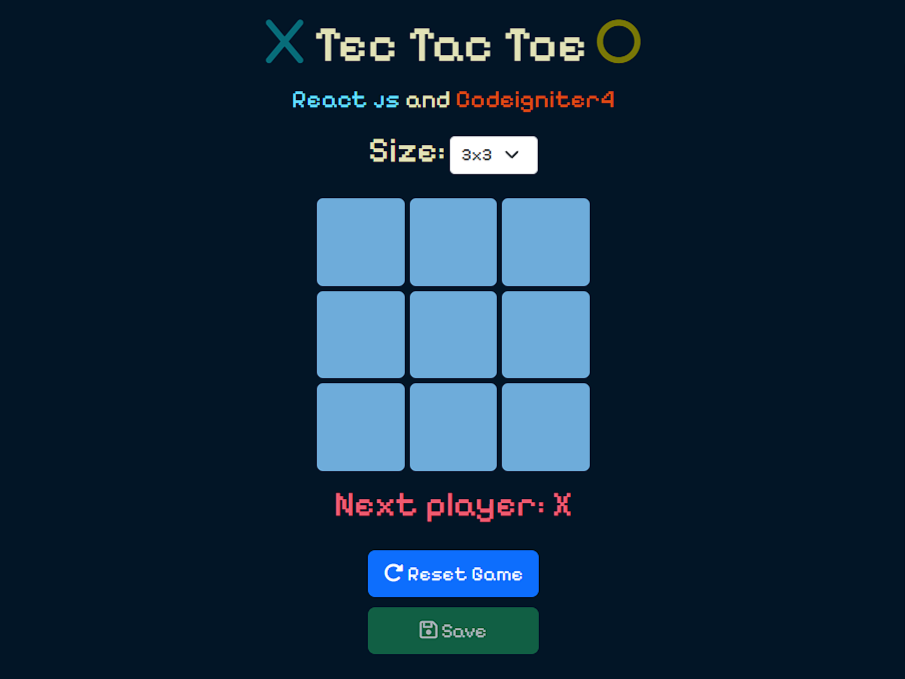 X Tec Tac Toe O
React js and Codeigniter4
Size: 3x3
Next player: X
Reset Game
Save